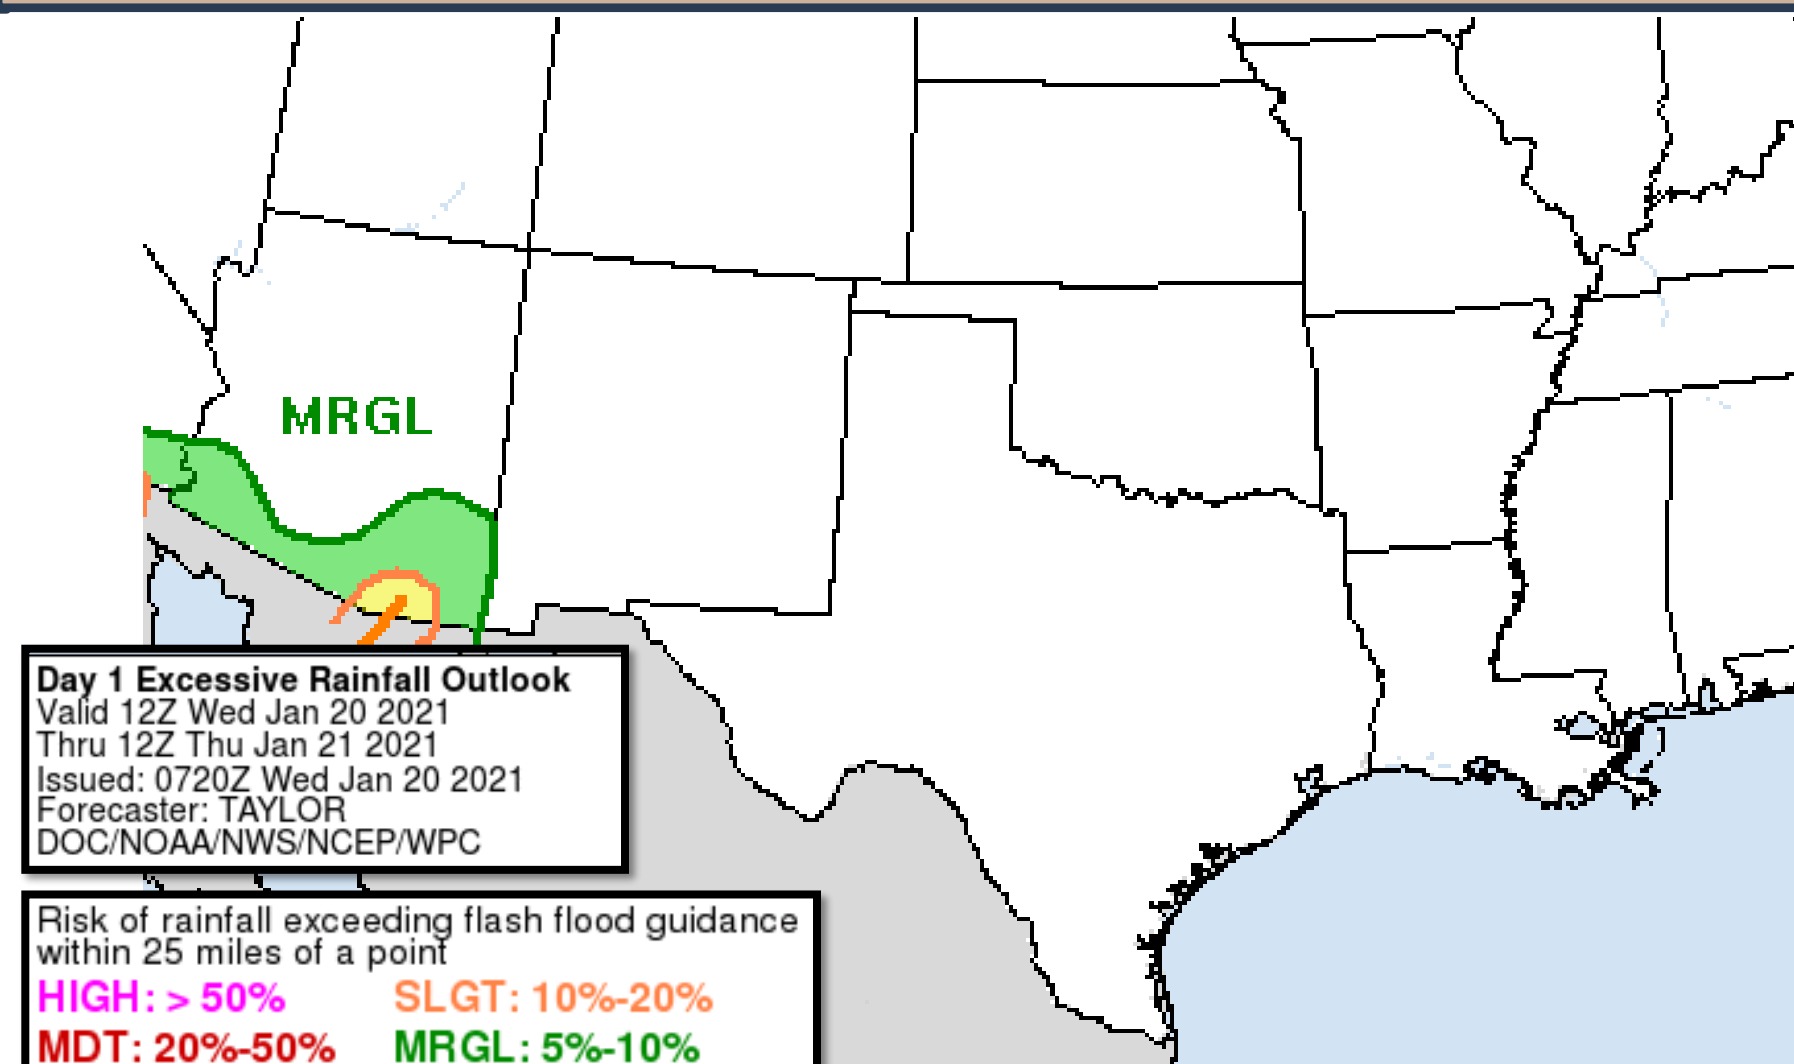 MRGL
Day 1 Excessive Rainfall Outlook
Valid 12Z Wed Jan 20 2021
Thru 12Z Thu Jan 21 2021
Issued: 0720Z Wed Jan 20 2021
Forecaster: TAYLOR
DOC/NOAA/NWS/NCEP/WPC
Risk of rainfall exceeding flash flood guidance
within 25 miles of a point
HIGH: > 50% SLGT: 10%-20%
MDT: 20%-50% MRGL: 5%-10%